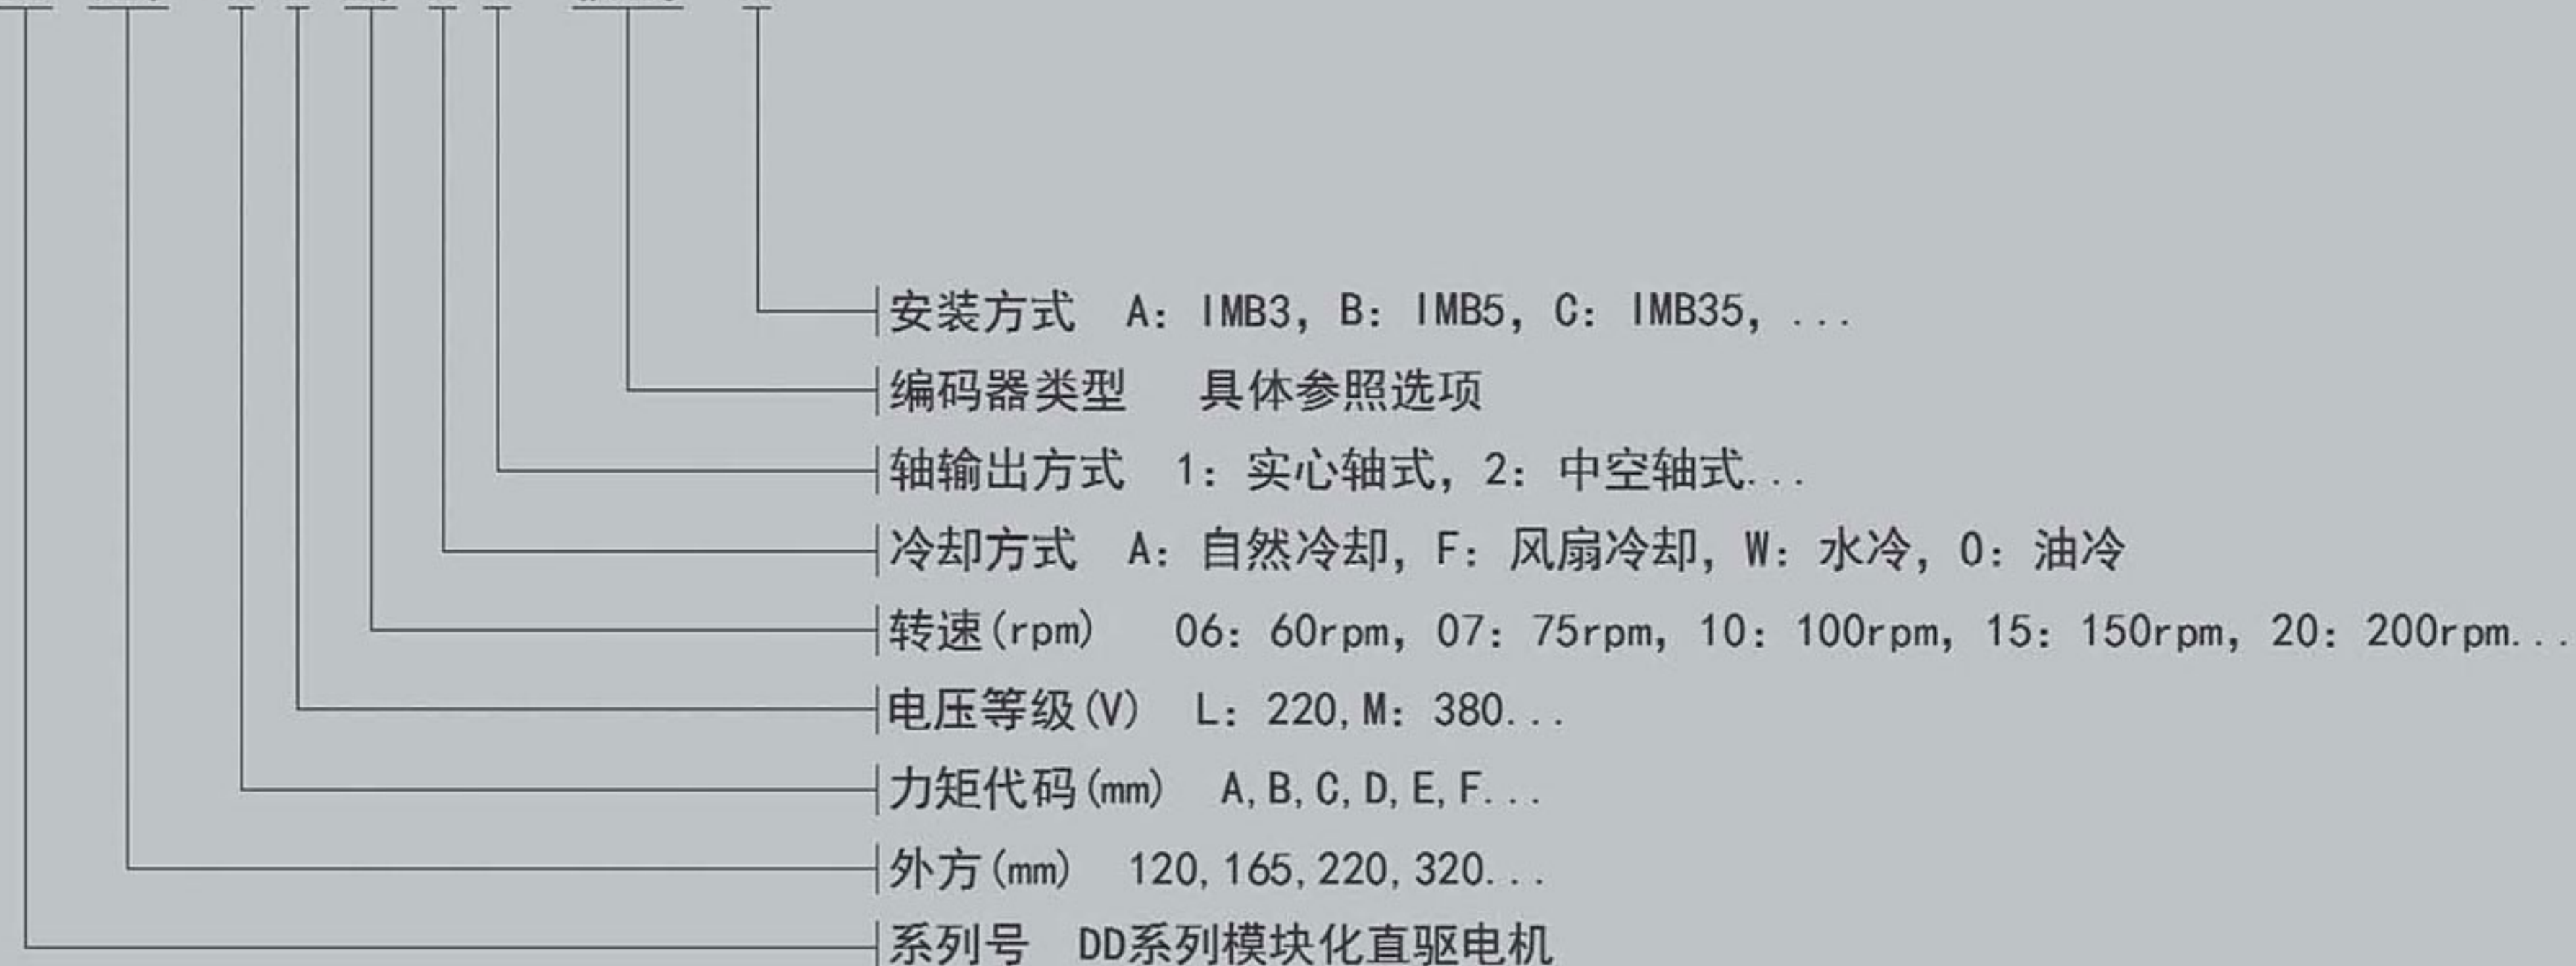 安装方式 A: IMB3, B: IMB5, C: IMB35, ...
编码器类型 具体参照选项
轴输出方式 1: 实心轴式, 2: 中空轴式...
冷却方式 A: 自然冷却, F: 风扇冷却, W: 水冷, O: 油冷
转速(rpm) 06: 60rpm, 07: 75rpm, 10: 100rpm, 15: 150rpm, 20: 200rpm...
电压等级(V) L: 220,M: 380...
力矩代码(mm) A,B,C,D,E,F...
外方(mm) 120,165,220,320...
系列号 DD系列模块化直驱电机